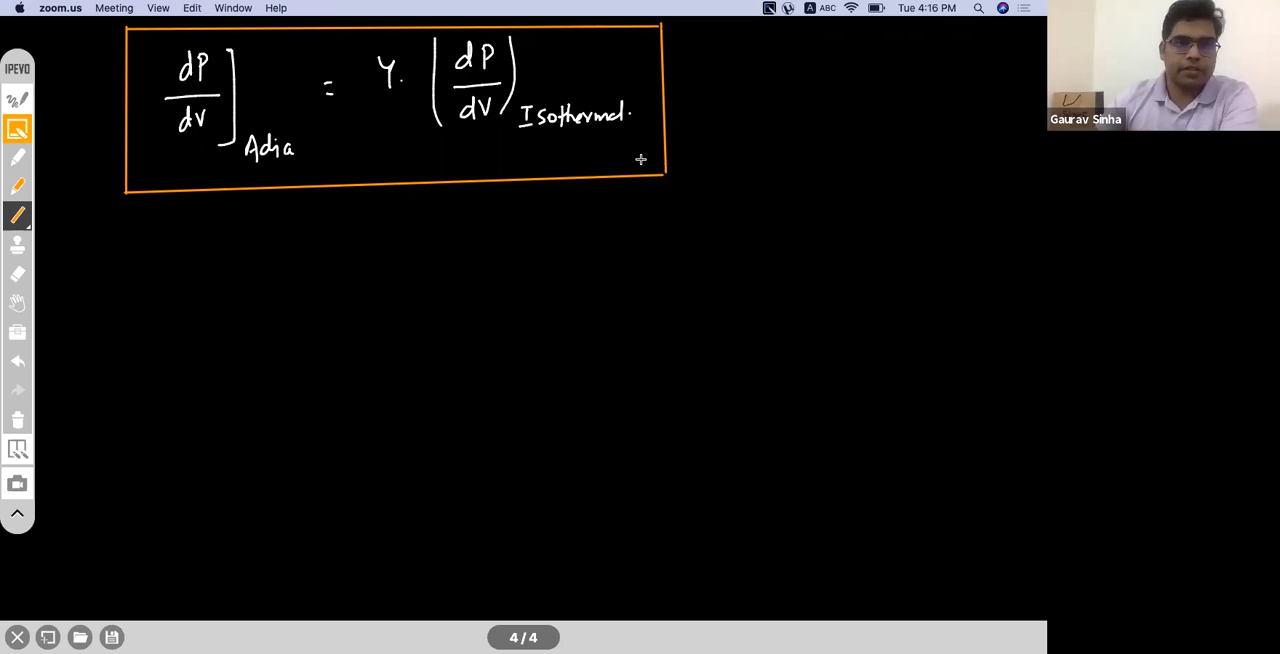 zoom.us Meeting View Edit Window Help
A ABC Tue 4:16 PM
IPEVO
dP/dV]Adia = γ. (dP/dV)Isothermal.
Gaurav Sinha
4/4